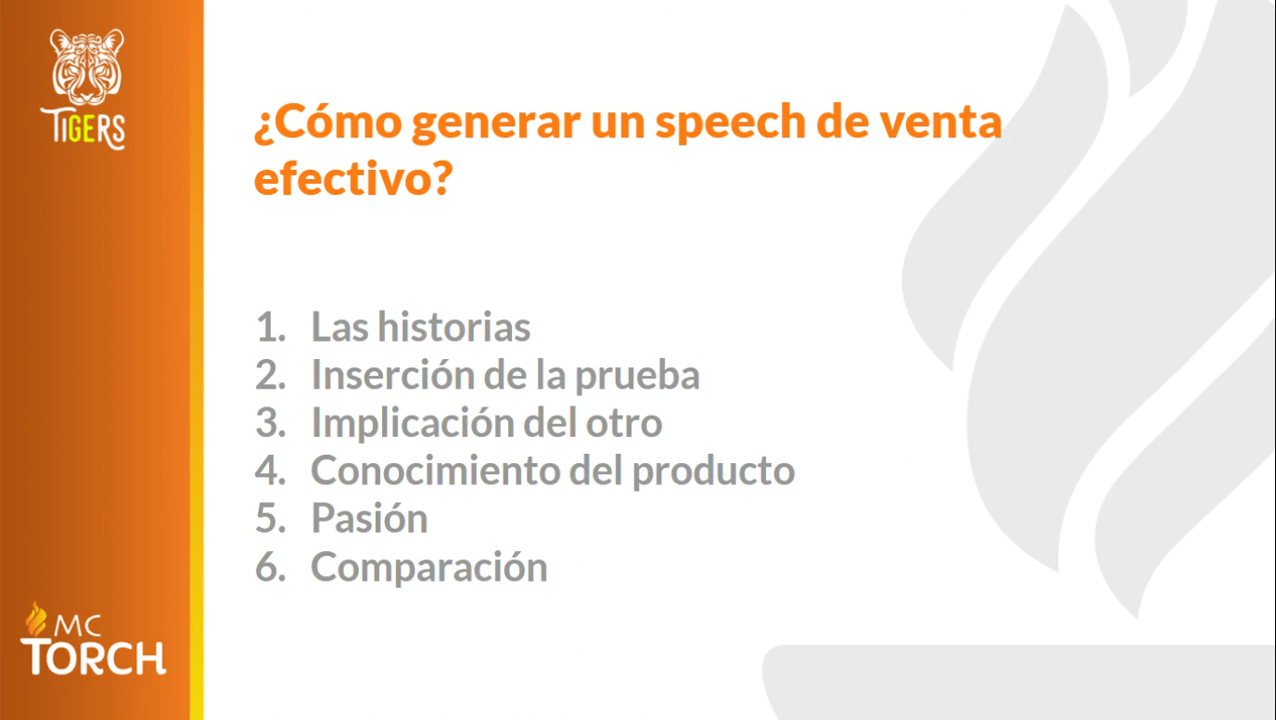 TIGERS
¿Cómo generar un speech de venta
efectivo?
1. Las historias
2. Inserción de la prueba
3. Implicación del otro
4. Conocimiento del producto
5. Pasión
6. Comparación
MC
TORCH